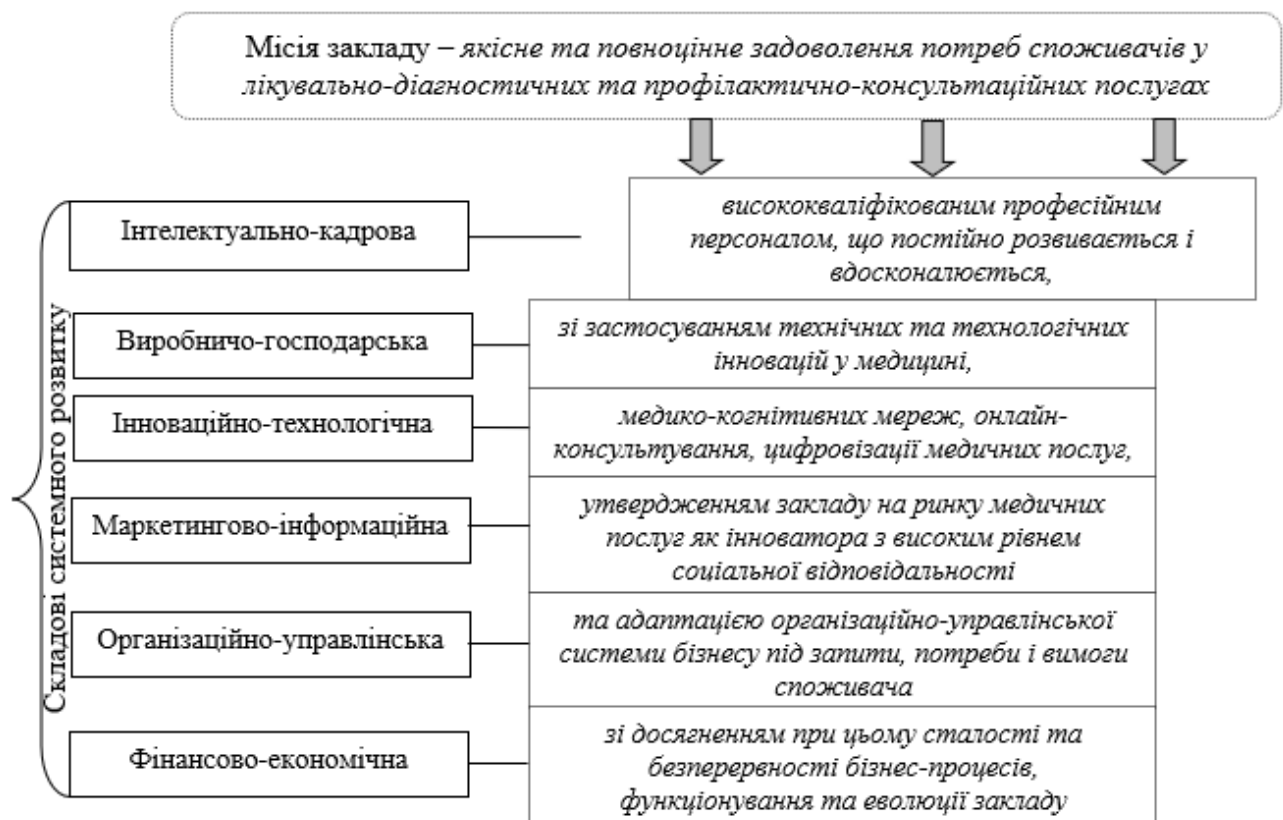 Місія закладу – якісне та повноцінне задоволення потреб споживачів у
лікувально-діагностичних та профілактично-консультаційних послугах
Складові системного розвитку
Інтелектуально-кадрова
висококваліфікованим професійним
персоналом, що постійно розвивається і
вдосконалюється,
Виробничо-господарська
зі застосуванням технічних та технологічних
інновацій у медицині,
Інноваційно-технологічна
медико-когнітивних мереж, онлайн-
консультування, цифровізації медичних послуг,
Маркетингово-інформаційна
утвердженням закладу на ринку медичних
послуг як інноватора з високим рівнем
соціальної відповідальності
Організаційно-управлінська
та адаптацією організаційно-управлінської
системи бізнесу під запити, потреби і вимоги
споживача
Фінансово-економічна
зі досягненням при цьому сталості та
безперервності бізнес-процесів,
функціонування та еволюції закладу